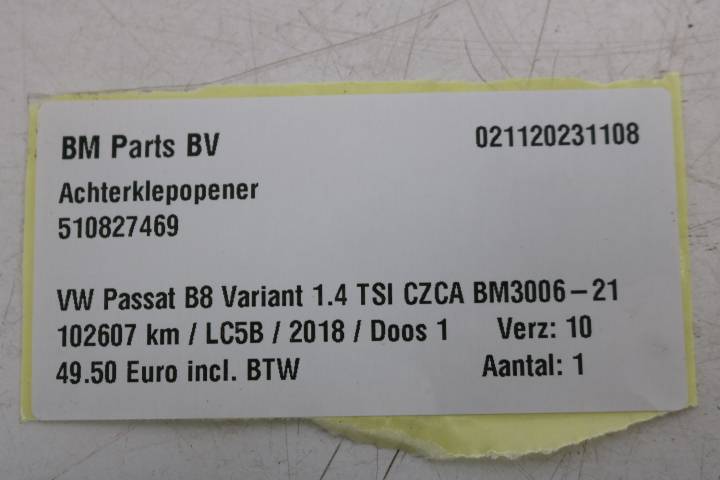 BM Parts BV 021120231108
Achterklepopener
510827469
VW Passat B8 Variant 1.4 TSI CZCA BM3006-21
102607 km / LC5B / 2018 / Doos 1 Verz: 10
49.50 Euro incl. BTW Aantal: 1